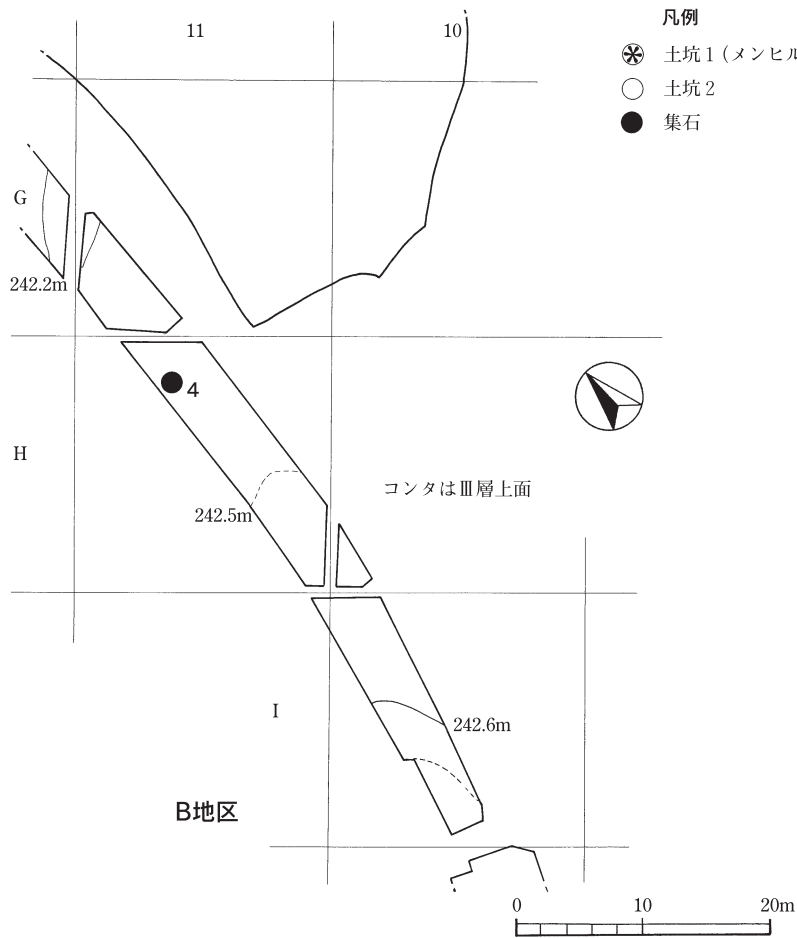 凡例
土坑1（メンヒル
土坑2
集石
11
10
G
242.2m
4
H
コンタはⅢ層上面
242.5m
I
242.6m
B地区
0 10 20m